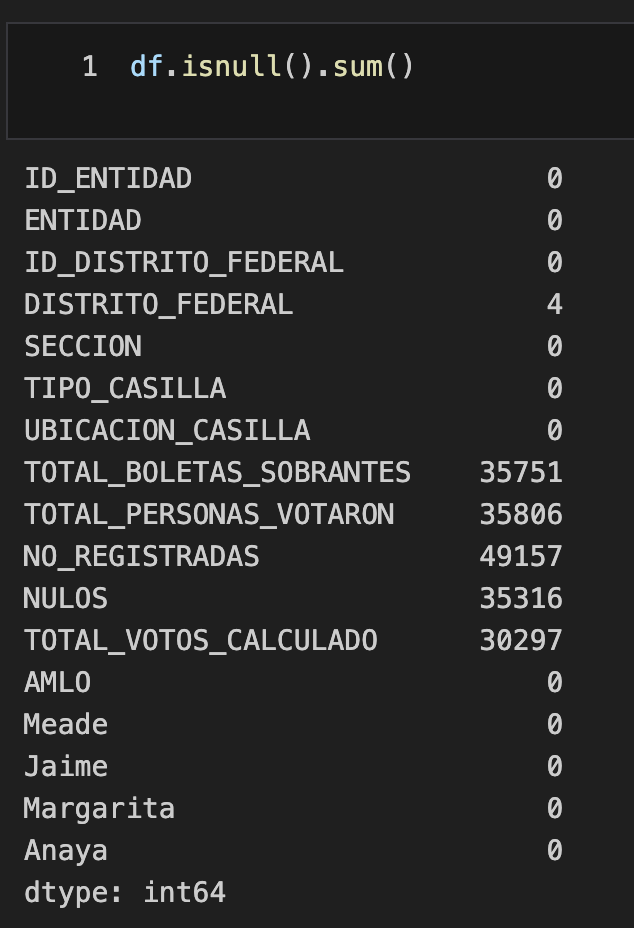 1 df.isnull().sum()
ID_ENTIDAD 0
ENTIDAD 0
ID_DISTRITO_FEDERAL 0
DISTRITO_FEDERAL 4
SECCION 0
TIPO_CASILLA 0
UBICACION_CASILLA 0
TOTAL_BOLETAS_SOBRANTES 35751
TOTAL_PERSONAS_VOTARON 35806
NO_REGISTRADAS 49157
NULOS 35316
TOTAL_VOTOS_CALCULADO 30297
AMLO 0
Meade 0
Jaime 0
Margarita 0
Anaya 0
dtype: int64